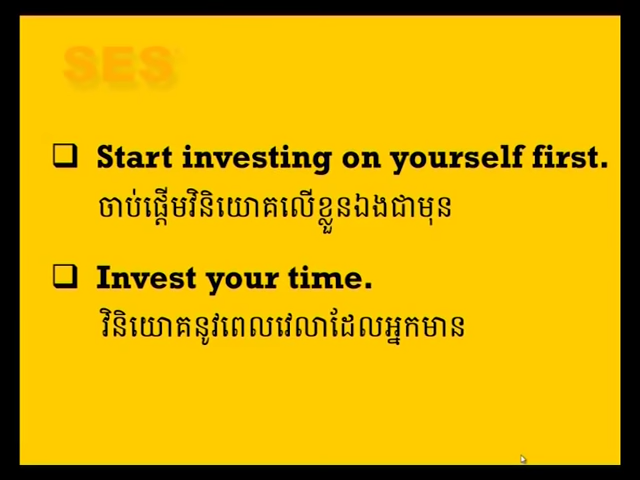 SES
Start investing on yourself first.
ចាប់ផ្ដើមវិនិយោគលើខ្លួនឯងជាមុន
Invest your time.
វិនិយោគនូវពេលវេលាដែលអ្នកមាន